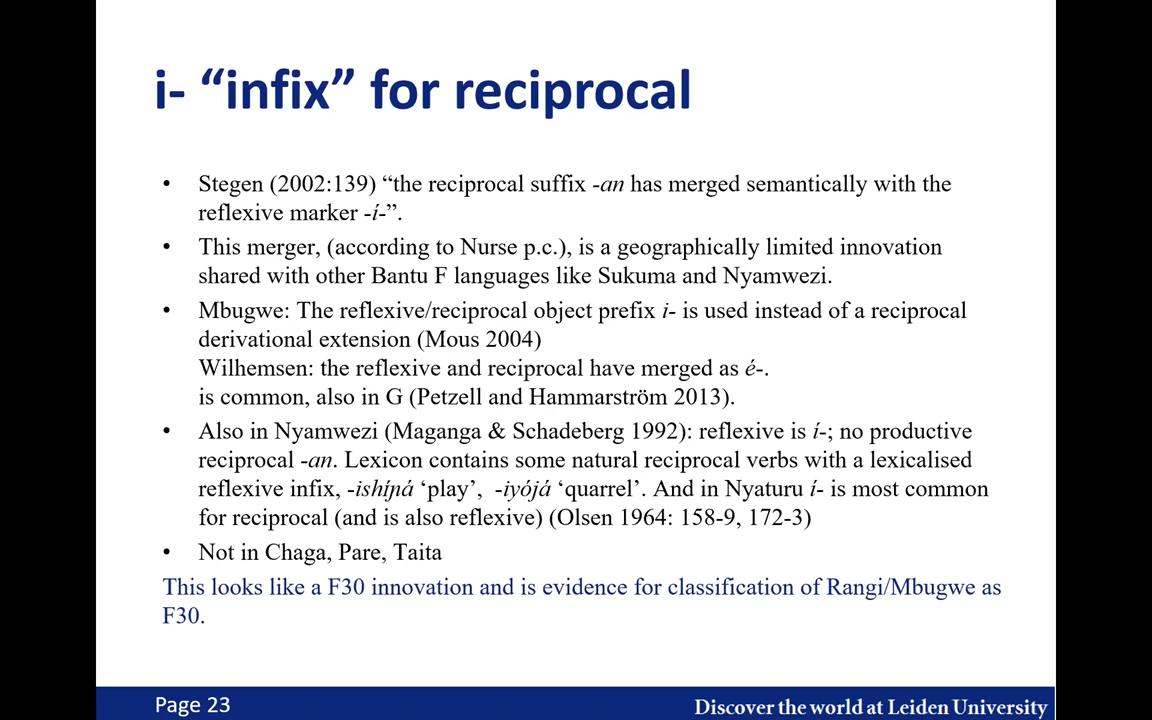 i- “infix” for reciprocal
• Stegen (2002:139) “the reciprocal suffix -an has merged semantically with the
reflexive marker -í-”.
• This merger, (according to Nurse p.c.), is a geographically limited innovation
shared with other Bantu F languages like Sukuma and Nyamwezi.
• Mbugwe: The reflexive/reciprocal object prefix i- is used instead of a reciprocal
derivational extension (Mous 2004)
Wilhemsen: the reflexive and reciprocal have merged as é-.
is common, also in G (Petzell and Hammarström 2013).
• Also in Nyamwezi (Maganga & Schadeberg 1992): reflexive is í-; no productive
reciprocal -an. Lexicon contains some natural reciprocal verbs with a lexicalised
reflexive infix, -ishíɲá ‘play’, -iyójá ‘quarrel’. And in Nyaturu í- is most common
for reciprocal (and is also reflexive) (Olsen 1964: 158-9, 172-3)
• Not in Chaga, Pare, Taita
This looks like a F30 innovation and is evidence for classification of Rangi/Mbugwe as
F30.
Page 23
Discover the world at Leiden University